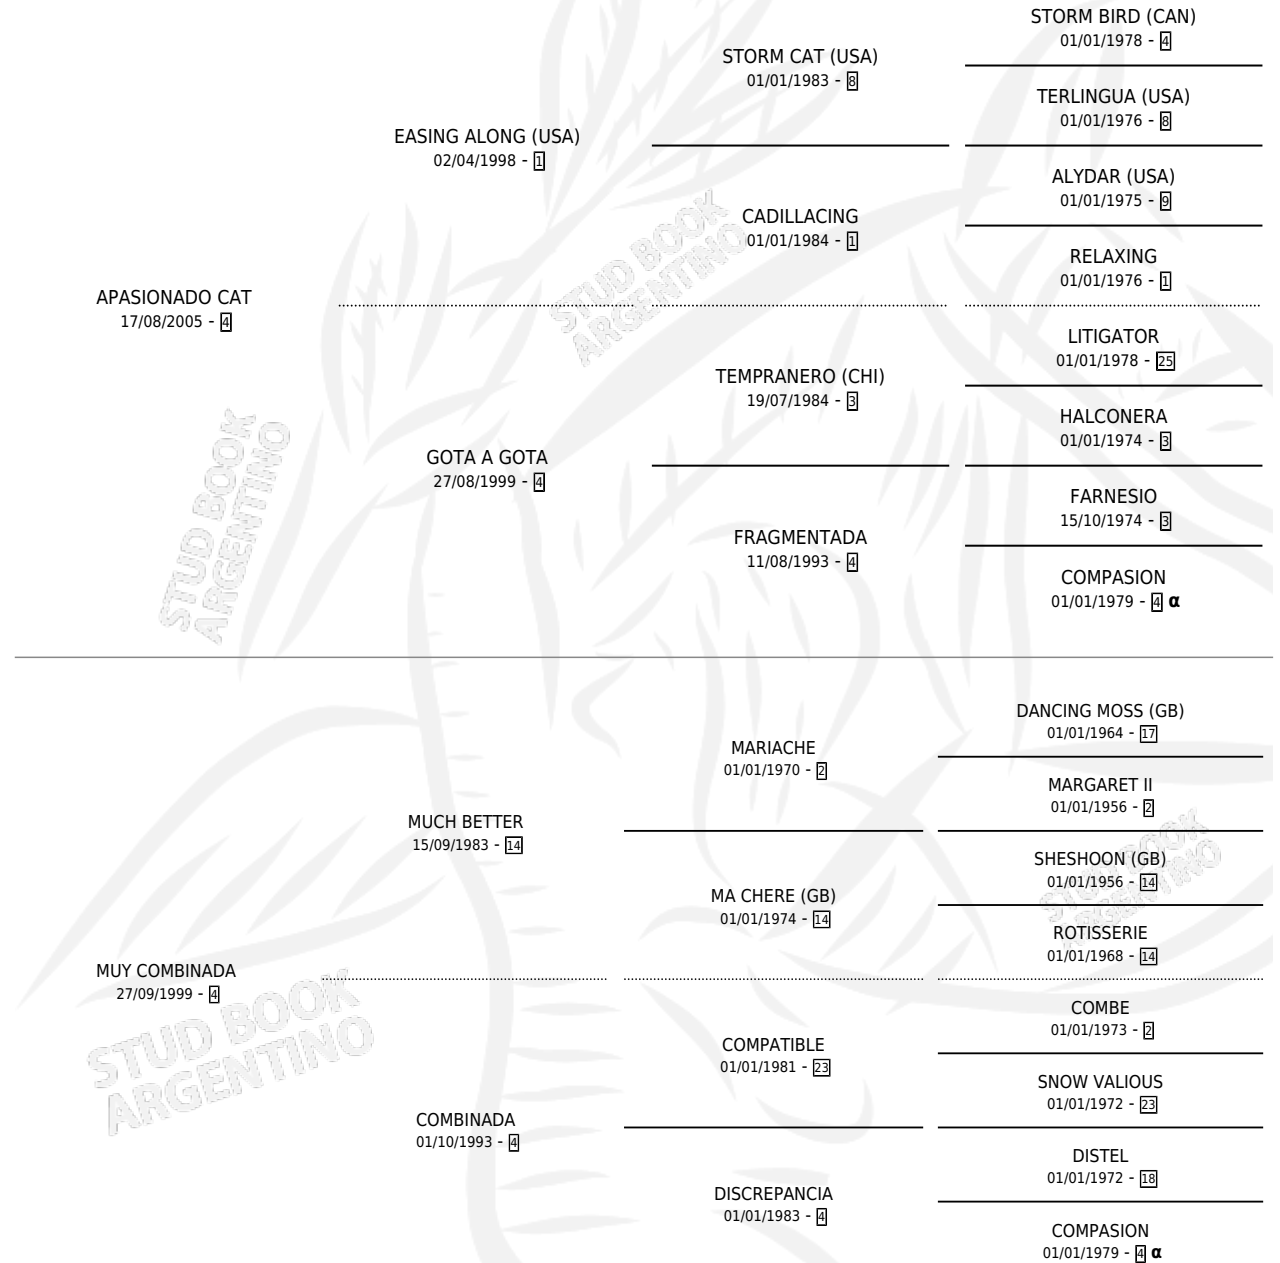 STORM BIRD (CAN)
01/01/1978 - 4
STORM CAT (USA)
01/01/1983 - 8
TERLINGUA (USA)
01/01/1976 - 8
EASING ALONG (USA)
02/04/1998 - 1
ALYDAR (USA)
01/01/1975 - 9
CADILLACING
01/01/1984 - 1
RELAXING
01/01/1976 - 1
STUD BOOK
ARGENTINO
APASIONADO CAT
17/08/2005 - 4
LITIGATOR
01/01/1978 - 25
TEMPRANERO (CHI)
19/07/1984 - 3
HALCONERA
01/01/1974 - 3
GOTA A GOTA
27/08/1999 - 4
FARNESIO
15/10/1974 - 3
FRAGMENTADA
11/08/1993 - 4
COMPASION
01/01/1979 - 4 α
STUD BOOK
ARGENTINO
DANCING MOSS (GB)
01/01/1964 - 17
MARIACHE
01/01/1970 - 2
MARGARET II
01/01/1956 - 2
MUCH BETTER
15/09/1983 - 14
SHESHOON (GB)
01/01/1956 - 14
STUD BOOK
ARGENTINO
MA CHERE (GB)
01/01/1974 - 14
ROTISSERIE
01/01/1968 - 14
MUY COMBINADA
27/09/1999 - 4
STUD BOOK
ARGENTINO
COMBE
01/01/1973 - 2
COMPATIBLE
01/01/1981 - 23
SNOW VALIOUS
01/01/1972 - 23
COMBINADA
01/10/1993 - 4
DISTEL
01/01/1972 - 18
DISCREPANCIA
01/01/1983 - 4
COMPASION
01/01/1979 - 4 α